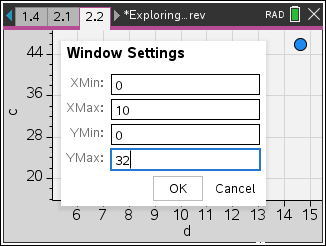 1.4 2.1 2.2 *Exploring...rev RAD
Window Settings
XMin: 0
XMax: 10
YMin: 0
YMax: 32
OK Cancel
44
36
28
20
c
6 7 8 9 10 11 12 13 14 15
d